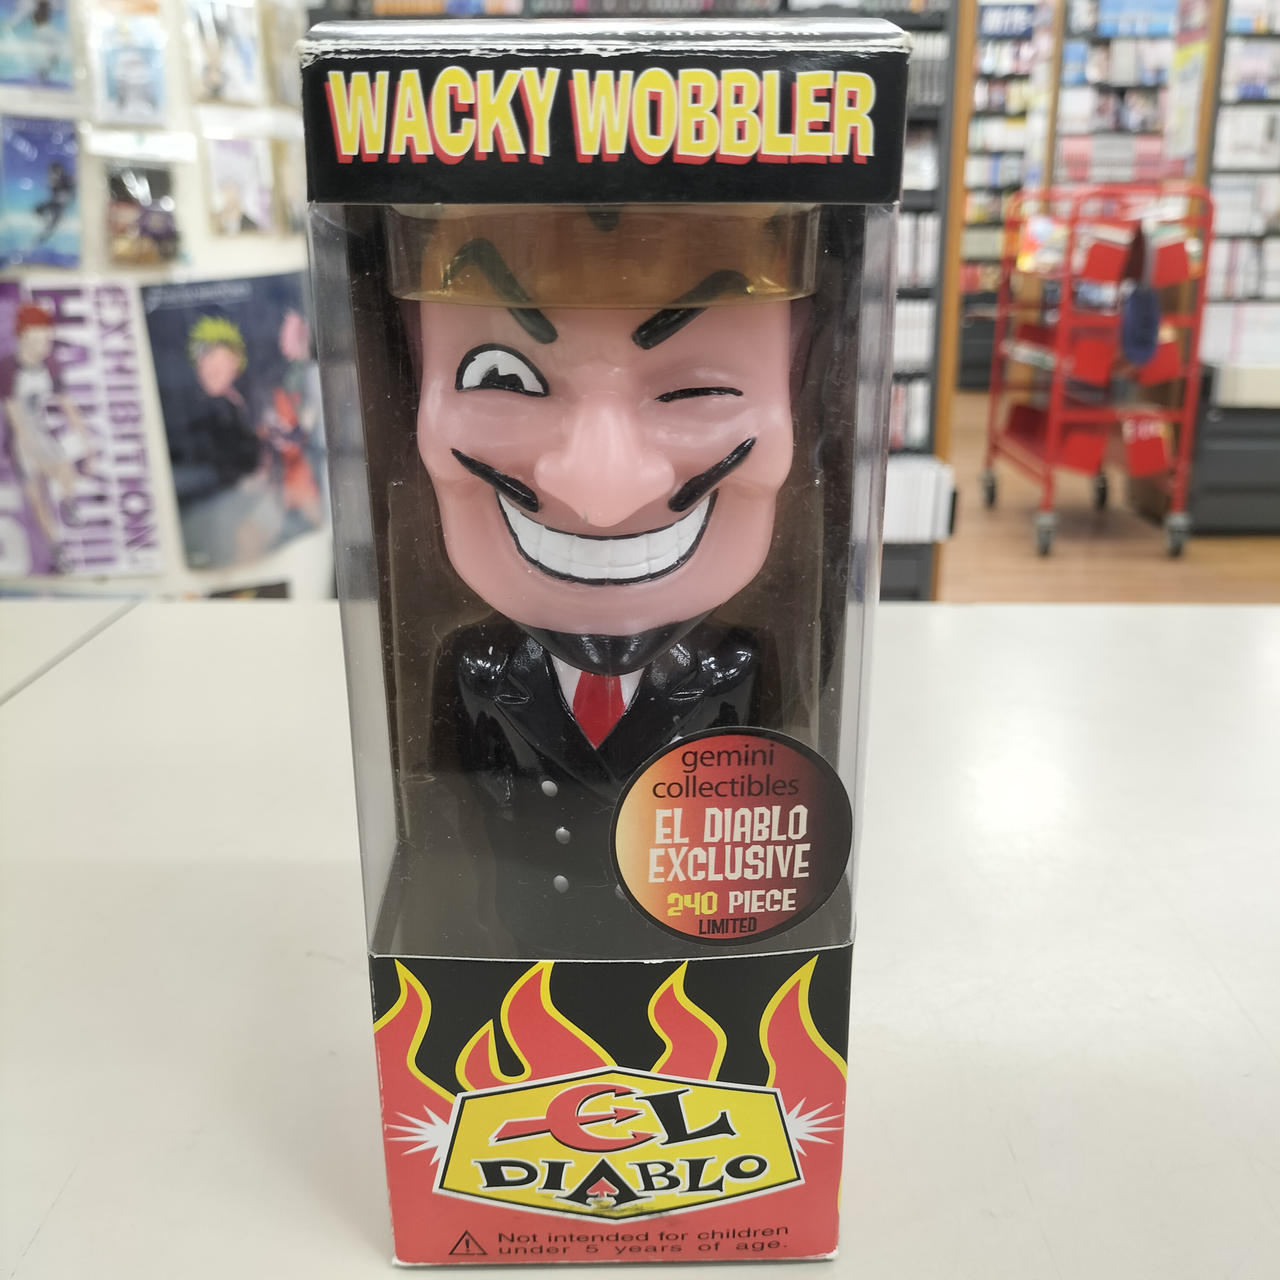 WACKY WOBBLER
gemini
collectibles
EL DIABLO
EXCLUSIVE
240 PIECE
LIMITED
EL
DIABLO
Not intended for children
under 5 years of age.
EXHIBITION